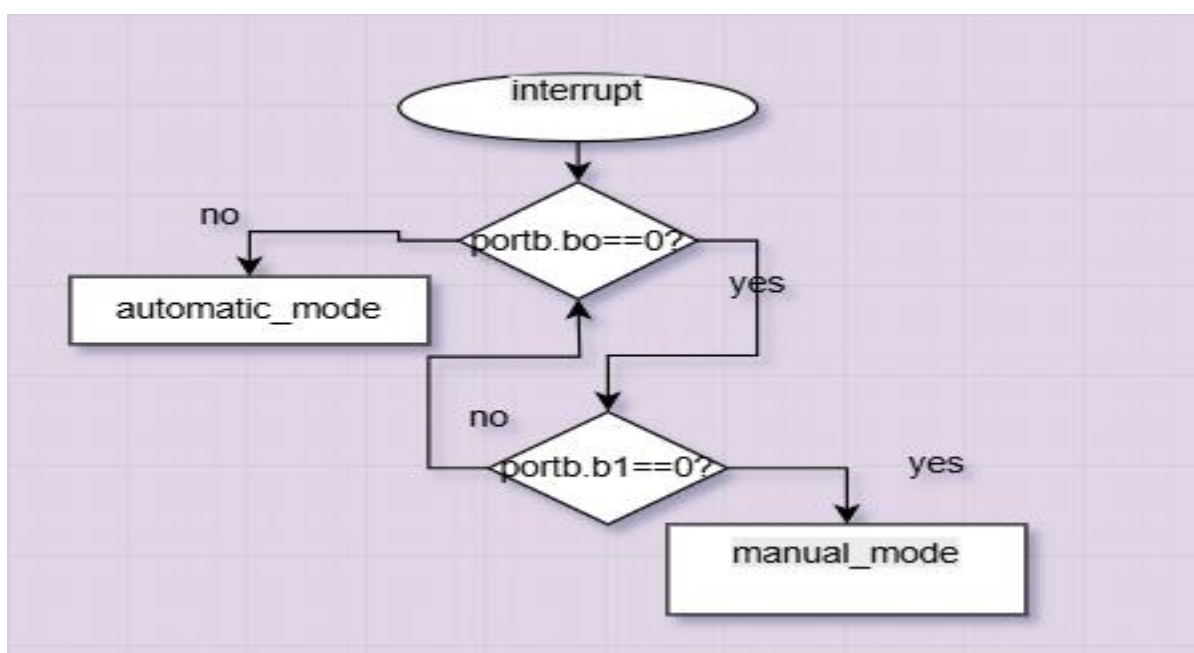 interrupt
no
portb.bo==0?
yes
automatic_mode
no
portb.b1==0?
yes
manual_mode